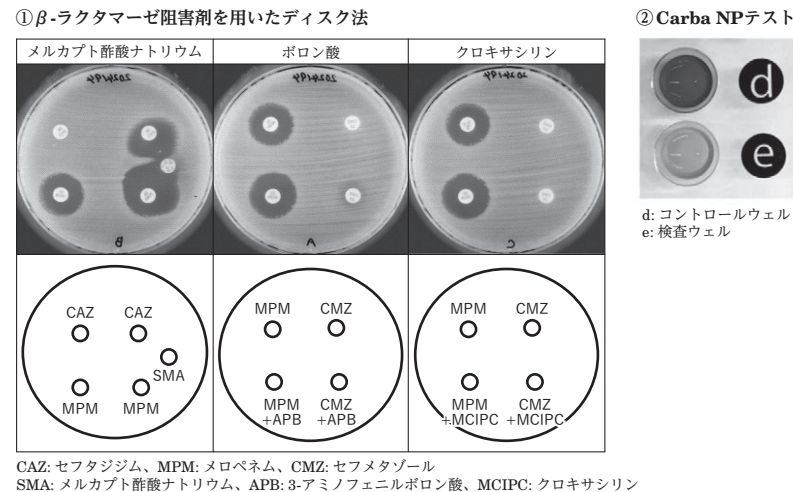 ①β-ラクタマーゼ阻害剤を用いたディスク法
②Carba NPテスト
メルカプト酢酸ナトリウム
ボロン酸
クロキサシリン
d
e
d: コントロールウェル
e: 検査ウェル
B
A
C
CAZ CAZ
SMA
MPM MPM
MPM CMZ
MPM +APB
CMZ +APB
MPM CMZ
MPM +MCIPC
CMZ +MCIPC
CAZ: セフタジジム、MPM: メロペネム、CMZ: セフメタゾール
SMA: メルカプト酢酸ナトリウム、APB: 3-アミノフェニルボロン酸、MCIPC: クロキサシリン